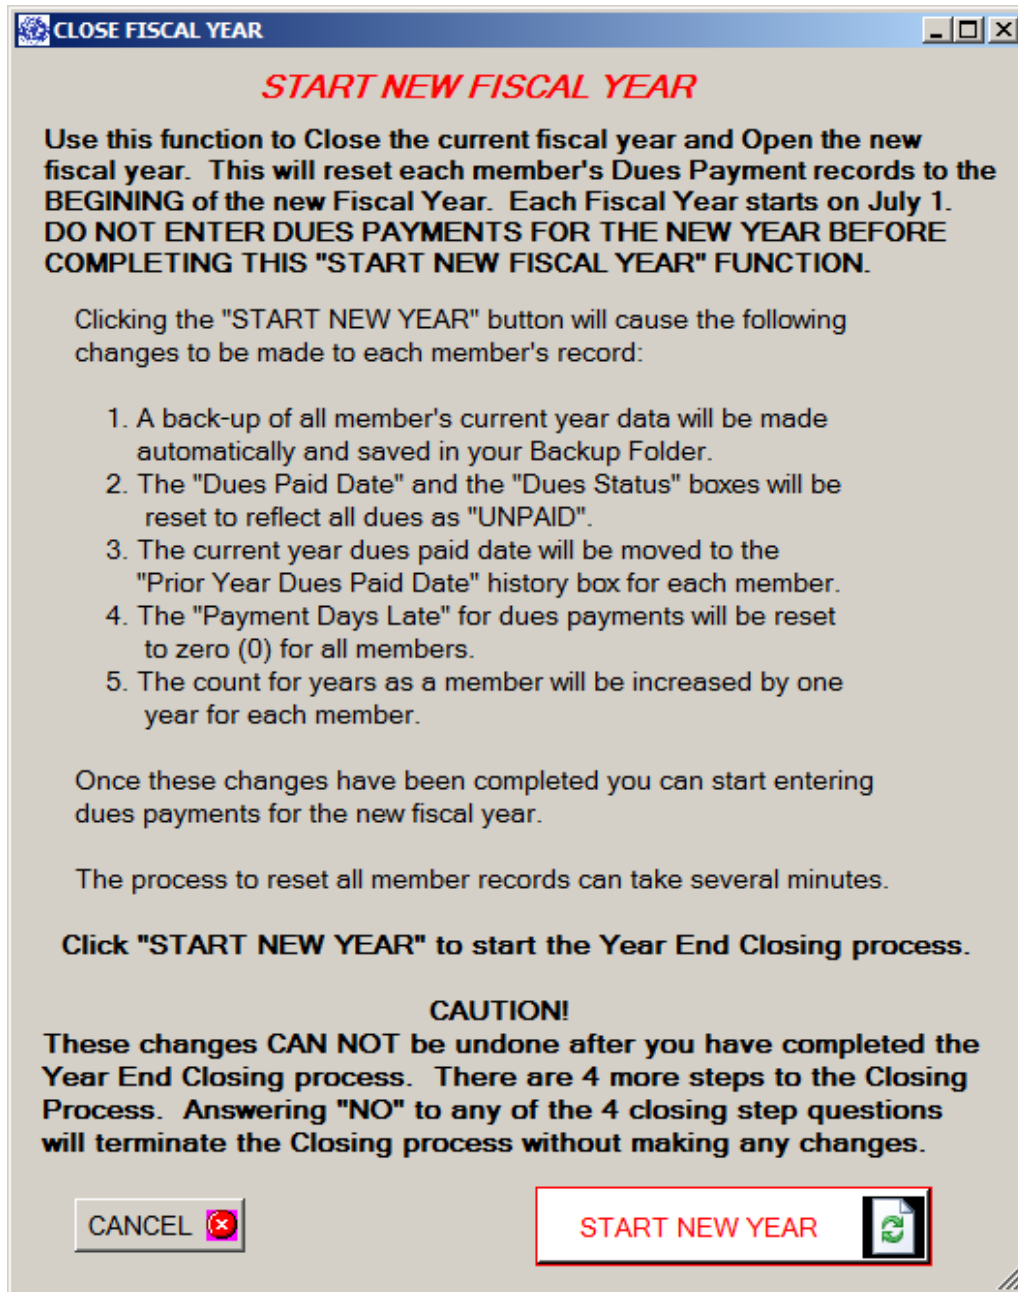 CLOSE FISCAL YEAR
START NEW FISCAL YEAR
Use this function to Close the current fiscal year and Open the new
fiscal year.  This will reset each member's Dues Payment records to the
BEGINING of the new Fiscal Year.  Each Fiscal Year starts on July 1.
DO NOT ENTER DUES PAYMENTS FOR THE NEW YEAR BEFORE
COMPLETING THIS "START NEW FISCAL YEAR" FUNCTION.
Clicking the "START NEW YEAR" button will cause the following
changes to be made to each member's record:
1. A back-up of all member's current year data will be made
automatically and saved in your Backup Folder.
2. The "Dues Paid Date" and the "Dues Status" boxes will be
reset to reflect all dues as "UNPAID".
3. The current year dues paid date will be moved to the
"Prior Year Dues Paid Date" history box for each member.
4. The "Payment Days Late" for dues payments will be reset
to zero (0) for all members.
5. The count for years as a member will be increased by one
year for each member.
Once these changes have been completed you can start entering
dues payments for the new fiscal year.
The process to reset all member records can take several minutes.
Click "START NEW YEAR" to start the Year End Closing process.
CAUTION!
These changes CAN NOT be undone after you have completed the
Year End Closing process.  There are 4 more steps to the Closing
Process.  Answering "NO" to any of the 4 closing step questions
will terminate the Closing process without making any changes.
CANCEL
START NEW YEAR